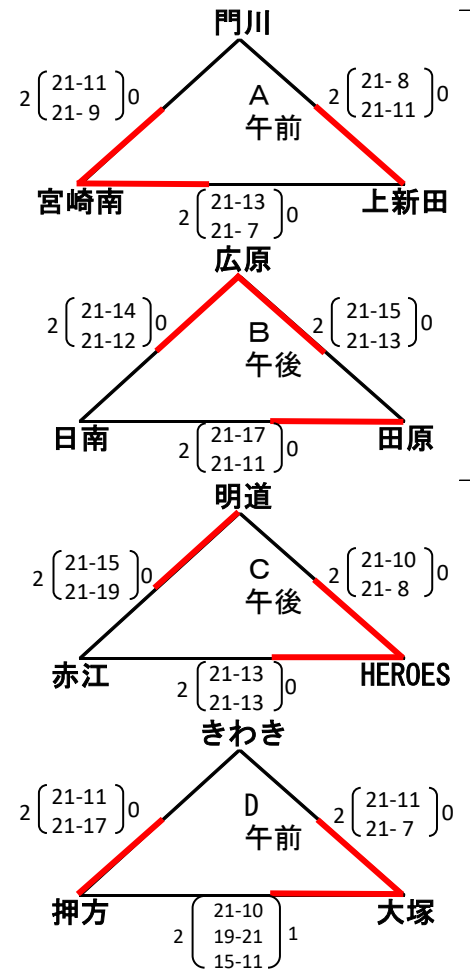 門川
2 21-11 0
21- 9
A
午前
2 21- 8 0
21-11
宮崎南
上新田
2 21-13 0
21- 7
広原
2 21-14 0
21-12
B
午後
2 21-15 0
21-13
日南
田原
2 21-17 0
21-11
明道
2 21-15 0
21-19
C
午後
2 21-10 0
21- 8
赤江
HEROES
2 21-13 0
21-13
きわき
2 21-11 0
21-17
D
午前
2 21-11 0
21- 7
押方
大塚
21-10
2 19-21 1
15-11